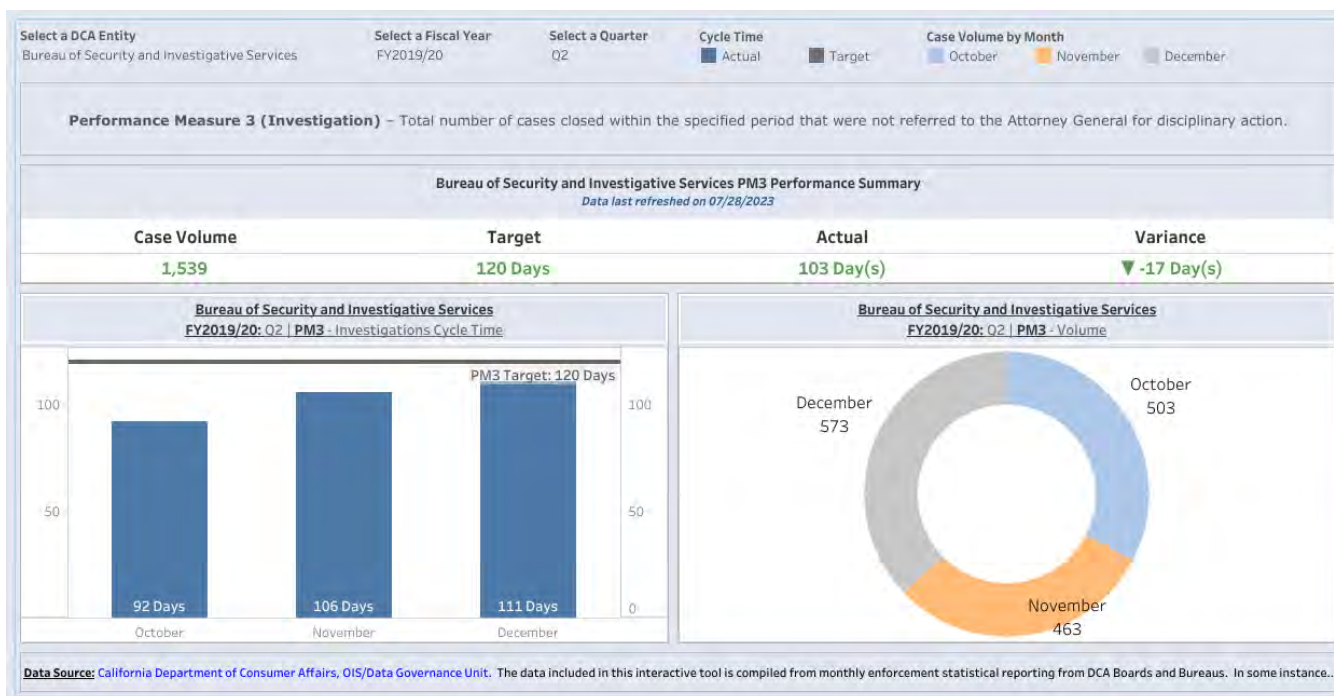 Select a DCA Entity Select a Fiscal Year Select a Quarter Cycle Time Case Volume by Month
Bureau of Security and Investigative Services FY2019/20 Q2 Actual Target October November December
Performance Measure 3 (Investigation) – Total number of cases closed within the specified period that were not referred to the Attorney General for disciplinary action.
Bureau of Security and Investigative Services PM3 Performance Summary
Data last refreshed on 07/28/2023
Case Volume Target Actual Variance
1,539 120 Days 103 Day(s) ▼ -17 Day(s)
Bureau of Security and Investigative Services
FY2019/20: Q2 | PM3 - Investigations Cycle Time
PM3 Target: 120 Days
100 100
50 50
0
92 Days 106 Days 111 Days
October November December
Bureau of Security and Investigative Services
FY2019/20: Q2 | PM3 - Volume
October
503
December
573
November
463
Data Source: California Department of Consumer Affairs, OIS/Data Governance Unit. The data included in this interactive tool is compiled from monthly enforcement statistical reporting from DCA Boards and Bureaus. In some instance..